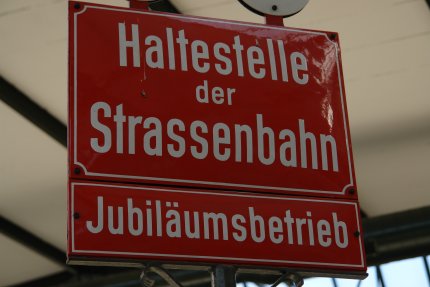 Haltestelle
der
Strassenbahn
Jubiläumsbetrieb